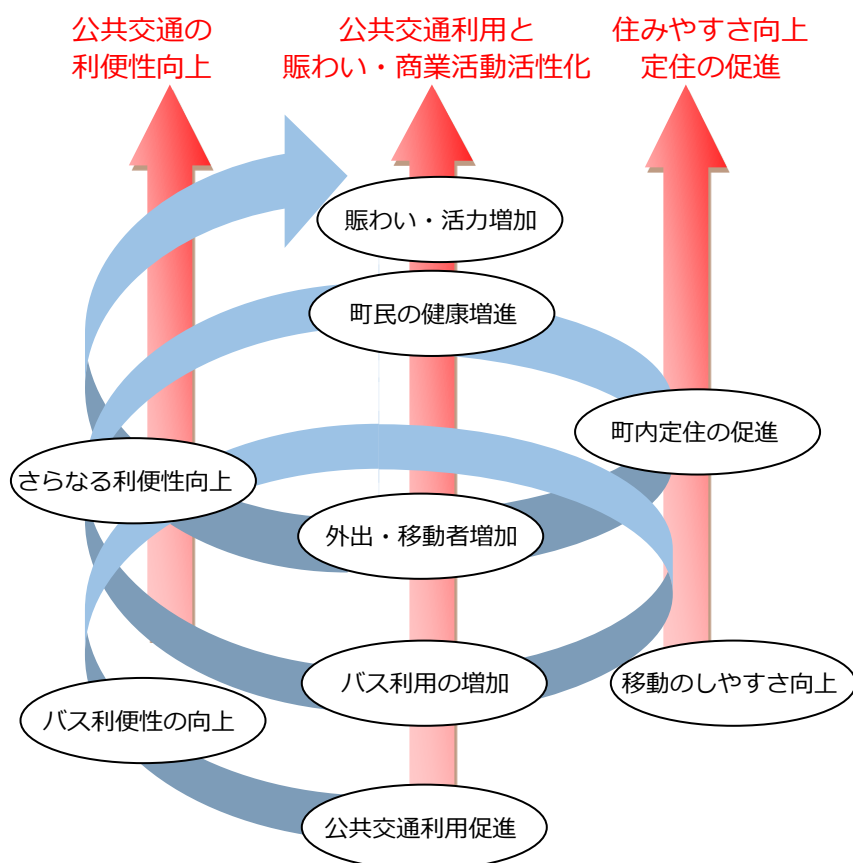 公共交通の
利便性向上
公共交通利用と
賑わい・商業活動活性化
住みやすさ向上
定住の促進
賑わい・活力増加
町民の健康増進
町内定住の促進
さらなる利便性向上
外出・移動者増加
バス利用の増加
移動のしやすさ向上
バス利便性の向上
公共交通利用促進